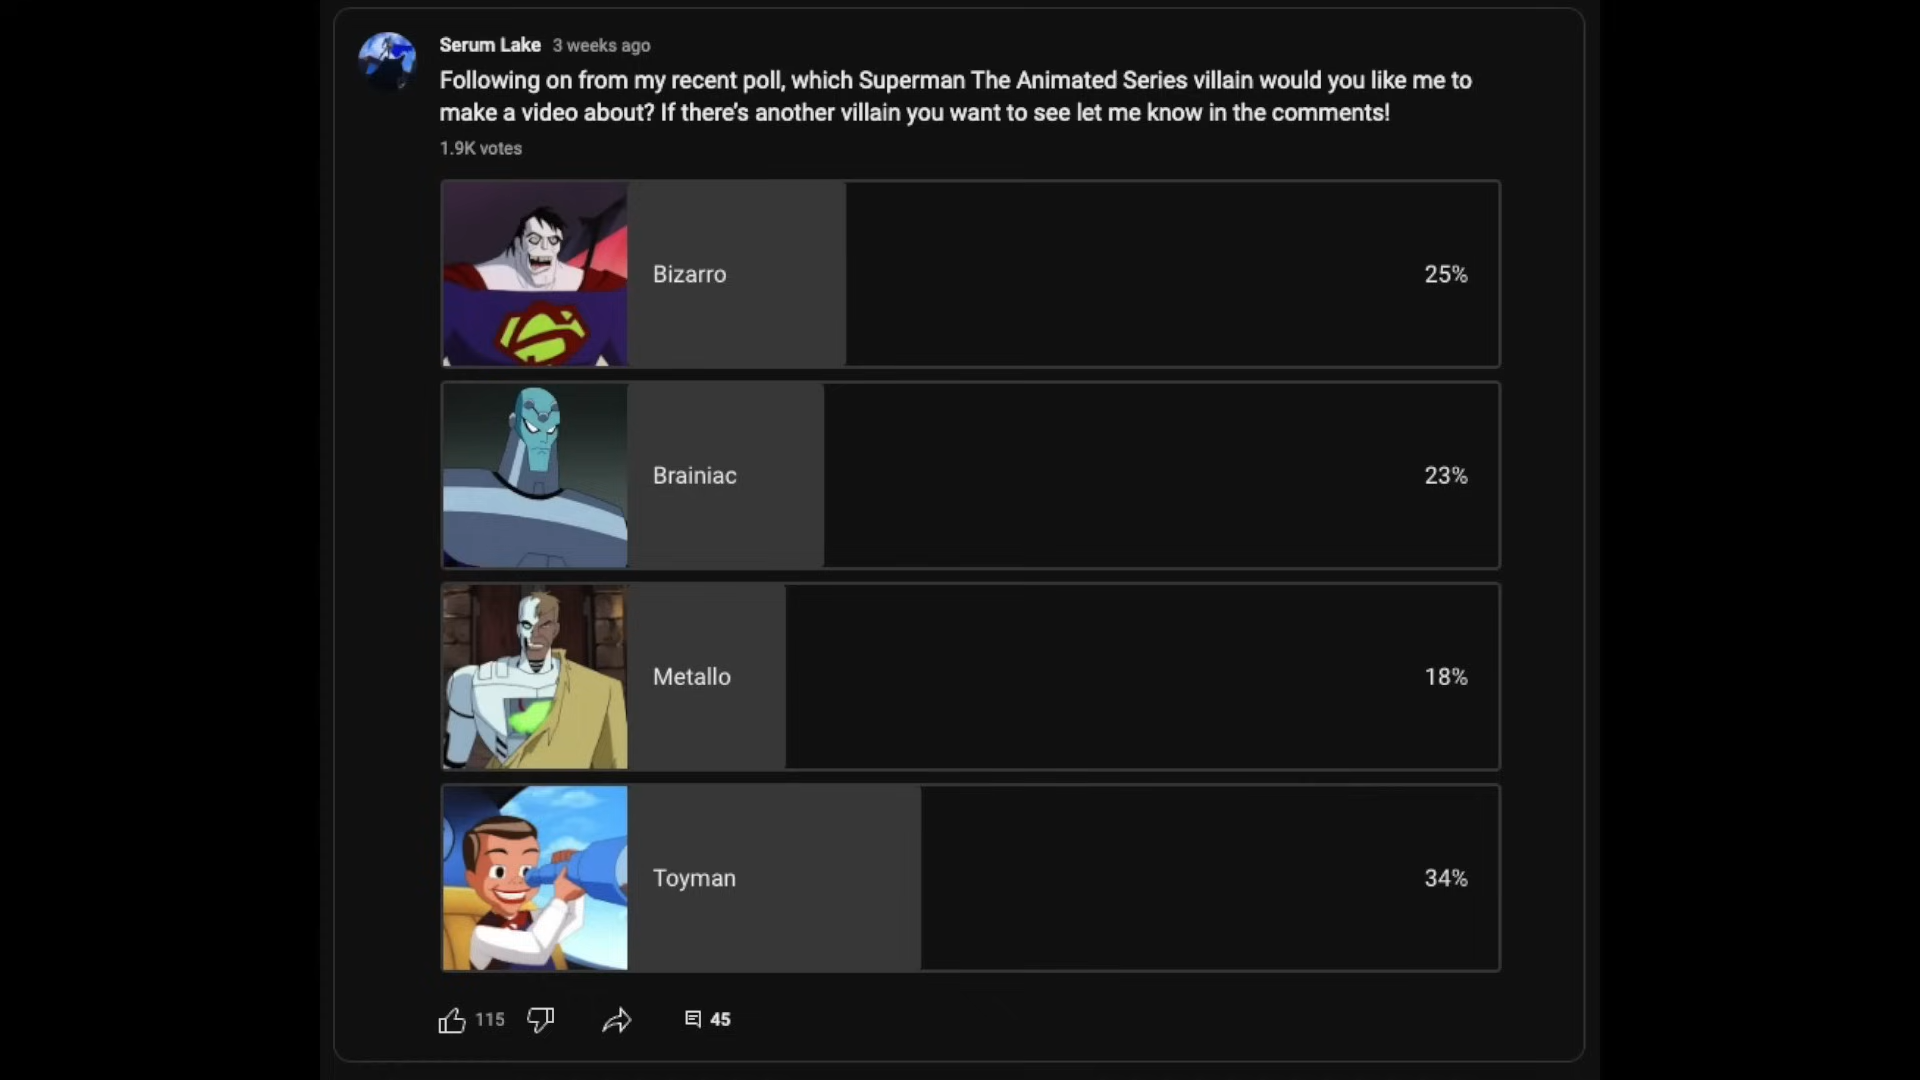 Serum Lake 3 weeks ago
Following on from my recent poll, which Superman The Animated Series villain would you like me to
make a video about? If there's another villain you want to see let me know in the comments!
1.9K votes
Bizarro 25%
Brainiac 23%
Metallo 18%
Toyman 34%
115 45